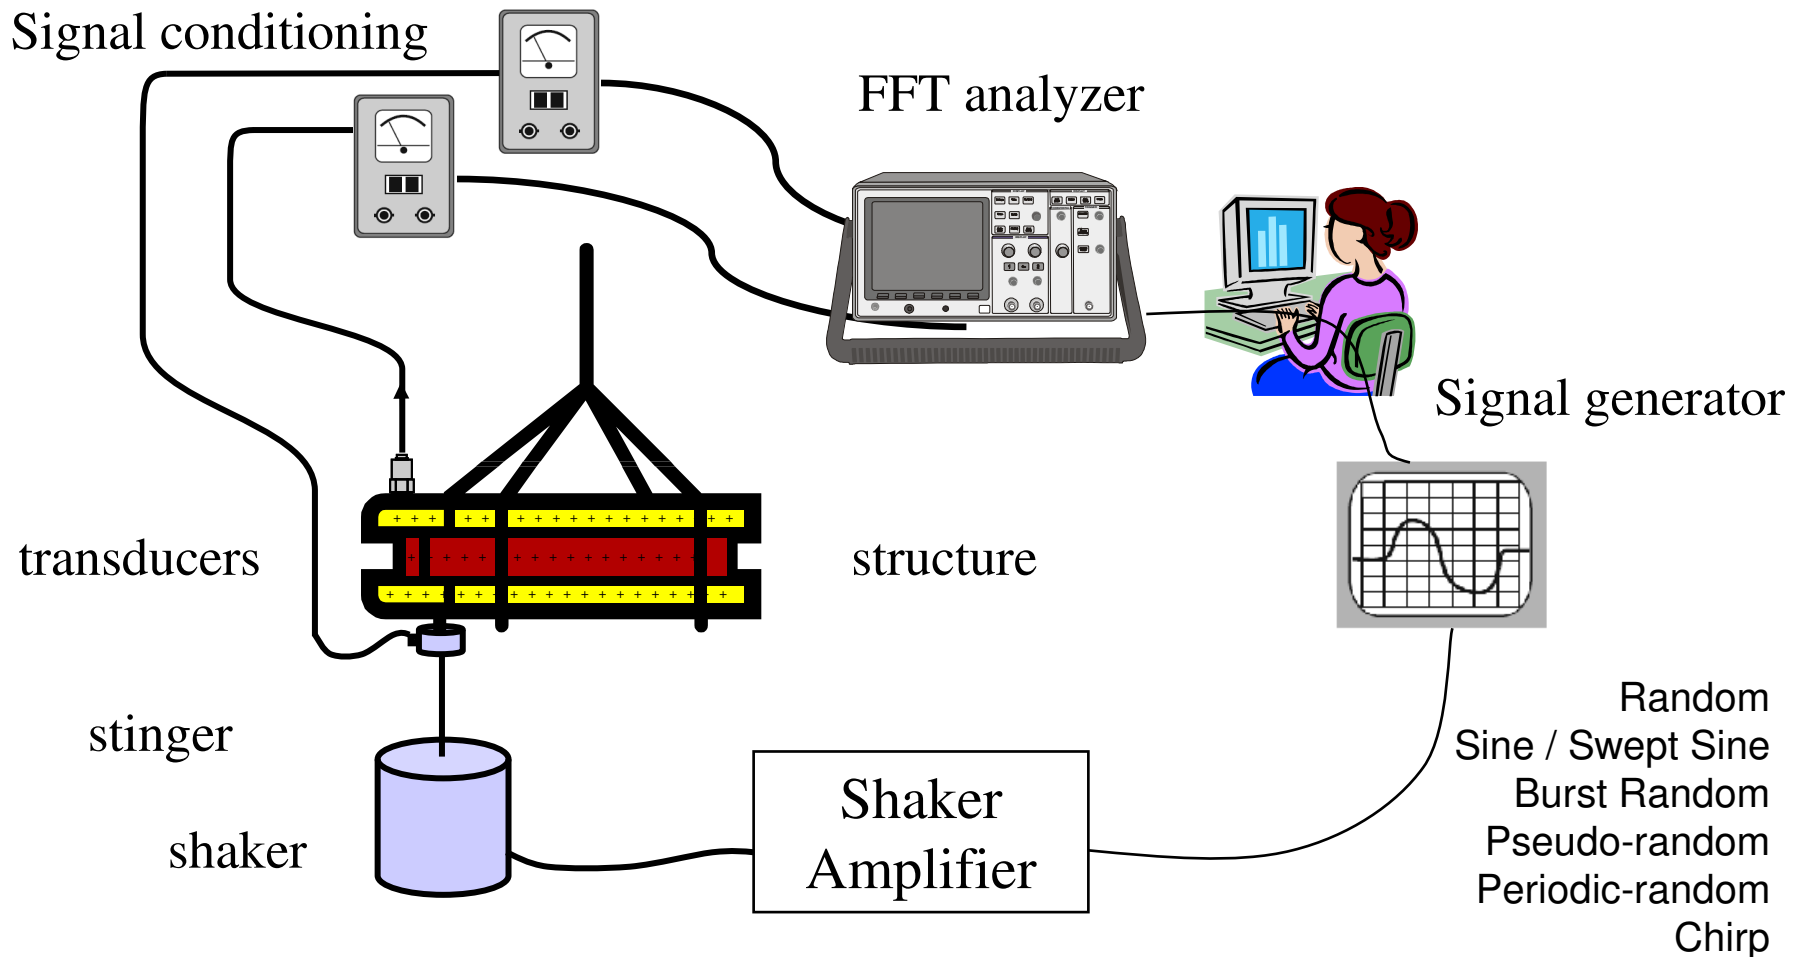 Signal conditioning
FFT analyzer
Signal generator
transducers
structure
stinger
shaker
Shaker
Amplifier
Random
Sine / Swept Sine
Burst Random
Pseudo-random
Periodic-random
Chirp